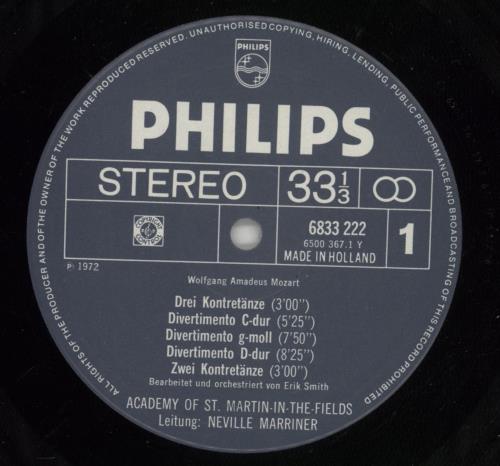 ALL RIGHTS OF THE PRODUCER AND OF THE OWNER OF THE WORK REPRODUCED RESERVED. UNAUTHORISED COPYING, HIRING, LENDING, PUBLIC PERFORMANCE AND BROADCASTING OF THIS RECORD PROHIBITED
PHILIPS
PHILIPS
STEREO 33 1/3
COPYRIGHT CONTROL
6833 222
6500 367.1 Y
MADE IN HOLLAND
1
℗ 1972
Wolfgang Amadeus Mozart
Drei Kontretänze (3'00")
Divertimento C-dur (5'25")
Divertimento g-moll (7'50")
Divertimento D-dur (8'25")
Zwei Kontretänze (3'00")
Bearbeitet und orchestriert von Erik Smith
ACADEMY OF ST. MARTIN-IN-THE-FIELDS
Leitung: NEVILLE MARRINER